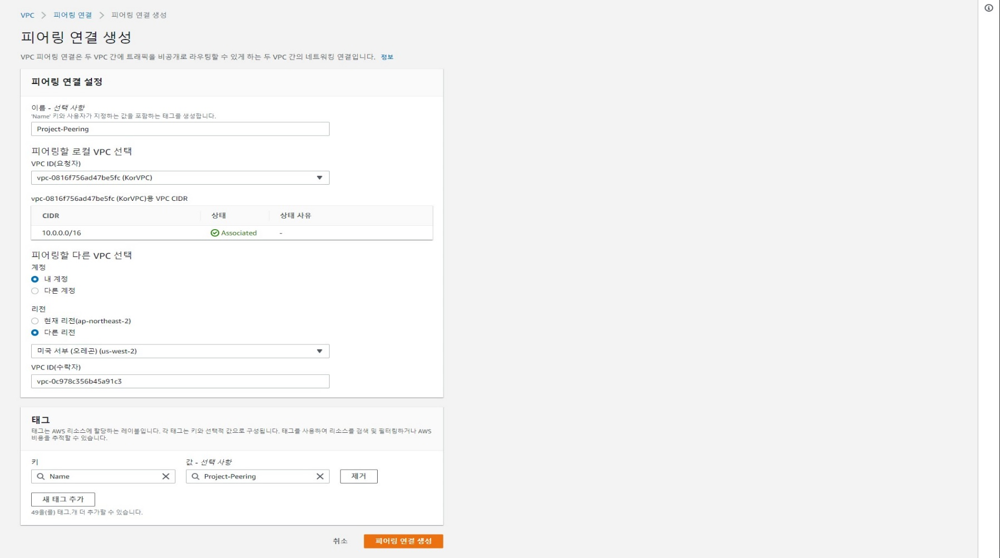 VPC > 피어링 연결 > 피어링 연결 생성
피어링 연결 생성
VPC 피어링 연결은 두 VPC 간에 트래픽을 비공개로 라우팅할 수 있게 하는 두 VPC 간의 네트워킹 연결입니다. 정보
피어링 연결 설정
이름 - 선택 사항
'Name' 키와 사용자가 지정하는 값을 포함하는 태그를 생성합니다.
Project-Peering
피어링할 로컬 VPC 선택
VPC ID(요청자)
vpc-0816f756ad47be5fc (KorVPC)
vpc-0816f756ad47be5fc (KorVPC)용 VPC CIDR
CIDR 상태 상태 사유
10.0.0.0/16 Associated -
피어링할 다른 VPC 선택
계정
내 계정
다른 계정
리전
현재 리전(ap-northeast-2)
다른 리전
미국 서부 (오레곤) (us-west-2)
VPC ID(수락자)
vpc-0c978c356b45a91c3
태그
태그는 AWS 리소스에 할당하는 레이블입니다. 각 태그는 키와 선택적 값으로 구성됩니다. 태그를 사용하여 리소스를 검색 및 필터링하거나 AWS
비용을 추적할 수 있습니다.
키 값 - 선택 사항
Name Project-Peering 제거
새 태그 추가
49을(를) 태그.개 더 추가할 수 있습니다.
취소 피어링 연결 생성